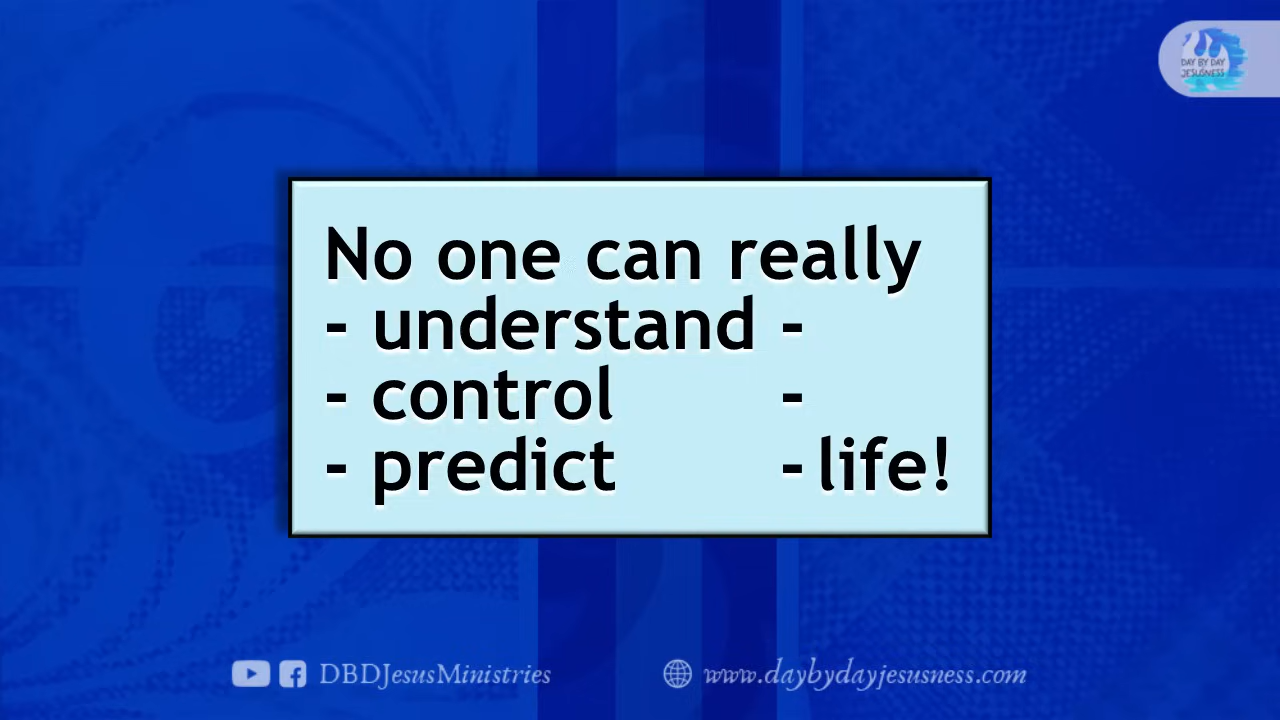 DAY BY DAY
JESUSNESS
No one can really
- understand -
- control -
- predict - life!
DBDJesusMinistries
www.daybydayjesusness.com